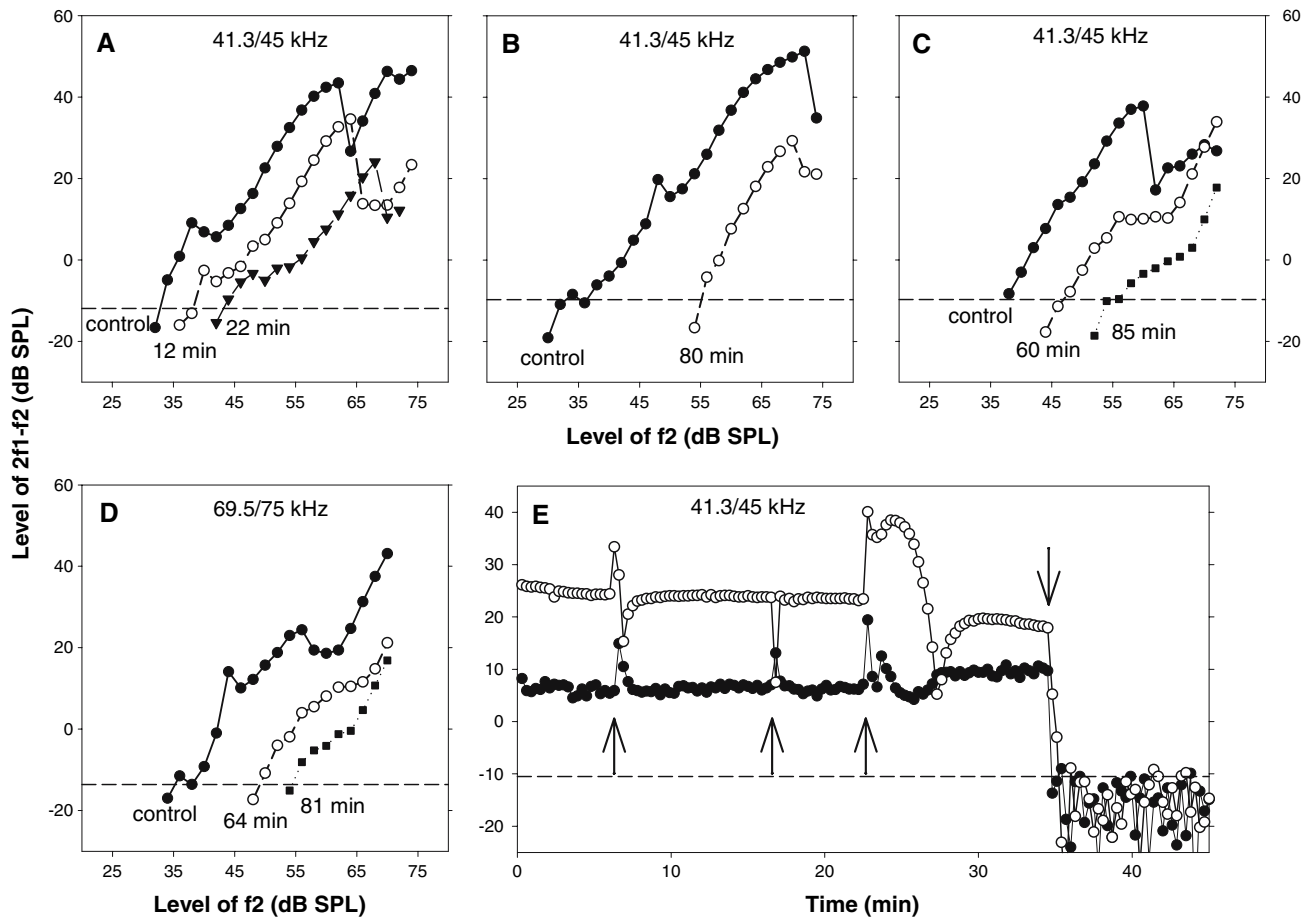 A
41.3/45 kHz
B
41.3/45 kHz
C
41.3/45 kHz
60
40
20
0
-20
60
40
20
0
-20
control
12 min
22 min
control
80 min
control
60 min
85 min
25 35 45 55 65 75
25 35 45 55 65 75
25 35 45 55 65 75
Level of f2 (dB SPL)
Level of 2f1-f2 (dB SPL)
D
69.5/75 kHz
60
40
20
0
-20
control
64 min
81 min
25 35 45 55 65 75
Level of f2 (dB SPL)
E
41.3/45 kHz
40
30
20
10
0
-10
-20
0 10 20 30 40
Time (min)